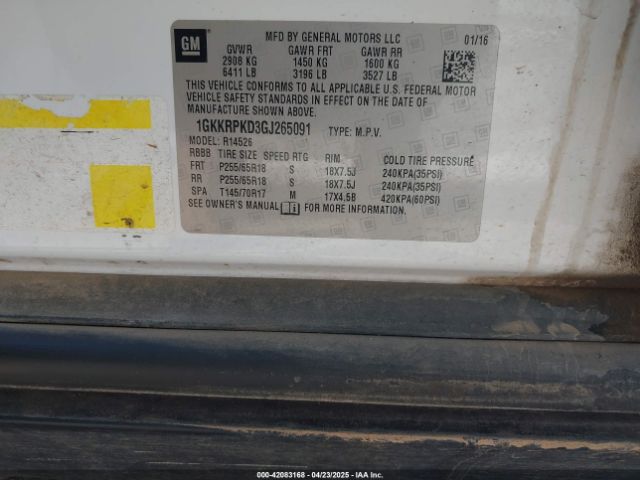 GM
MFD BY GENERAL MOTORS LLC 01/16
GVWR GAWR FRT GAWR RR
2908 KG 1450 KG 1600 KG
6411 LB 3196 LB 3527 LB
THIS VEHICLE CONFORMS TO ALL APPLICABLE U.S. FEDERAL MOTOR
VEHICLE SAFETY STANDARDS IN EFFECT ON THE DATE OF
MANUFACTURE SHOWN ABOVE.
1GKKRPKD3GJ265091 TYPE: M.P.V.
MODEL: R14526
RBBB TIRE SIZE SPEED RTG RIM COLD TIRE PRESSURE
FRT P255/65R18 S 18X7.5J 240KPA(35PSI)
RR P255/65R18 S 18X7.5J 240KPA(35PSI)
SPA T145/70R17 M 17X4.5B 420KPA(60PSI)
SEE OWNER'S MANUAL FOR MORE INFORMATION.
000-42083168 - 04/23/2025 - IAA Inc.